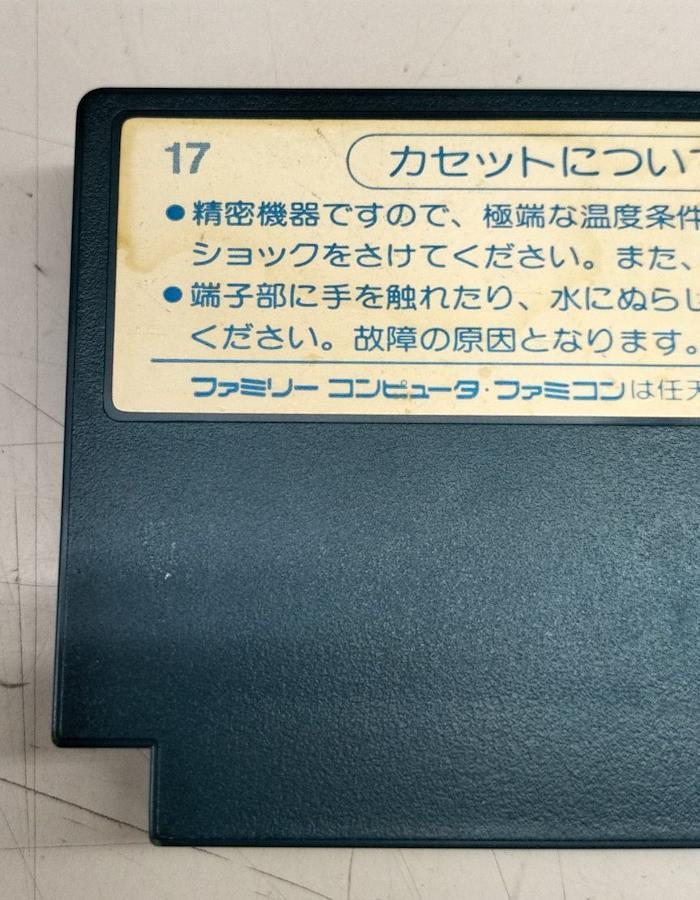 17
カセットについ
●精密機器ですので、極端な温度条件
ショックをさけてください。また、
●端子部に手を触れたり、水にぬらし
ください。故障の原因となります。
ファミリー コンピュータ・ファミコンは任天